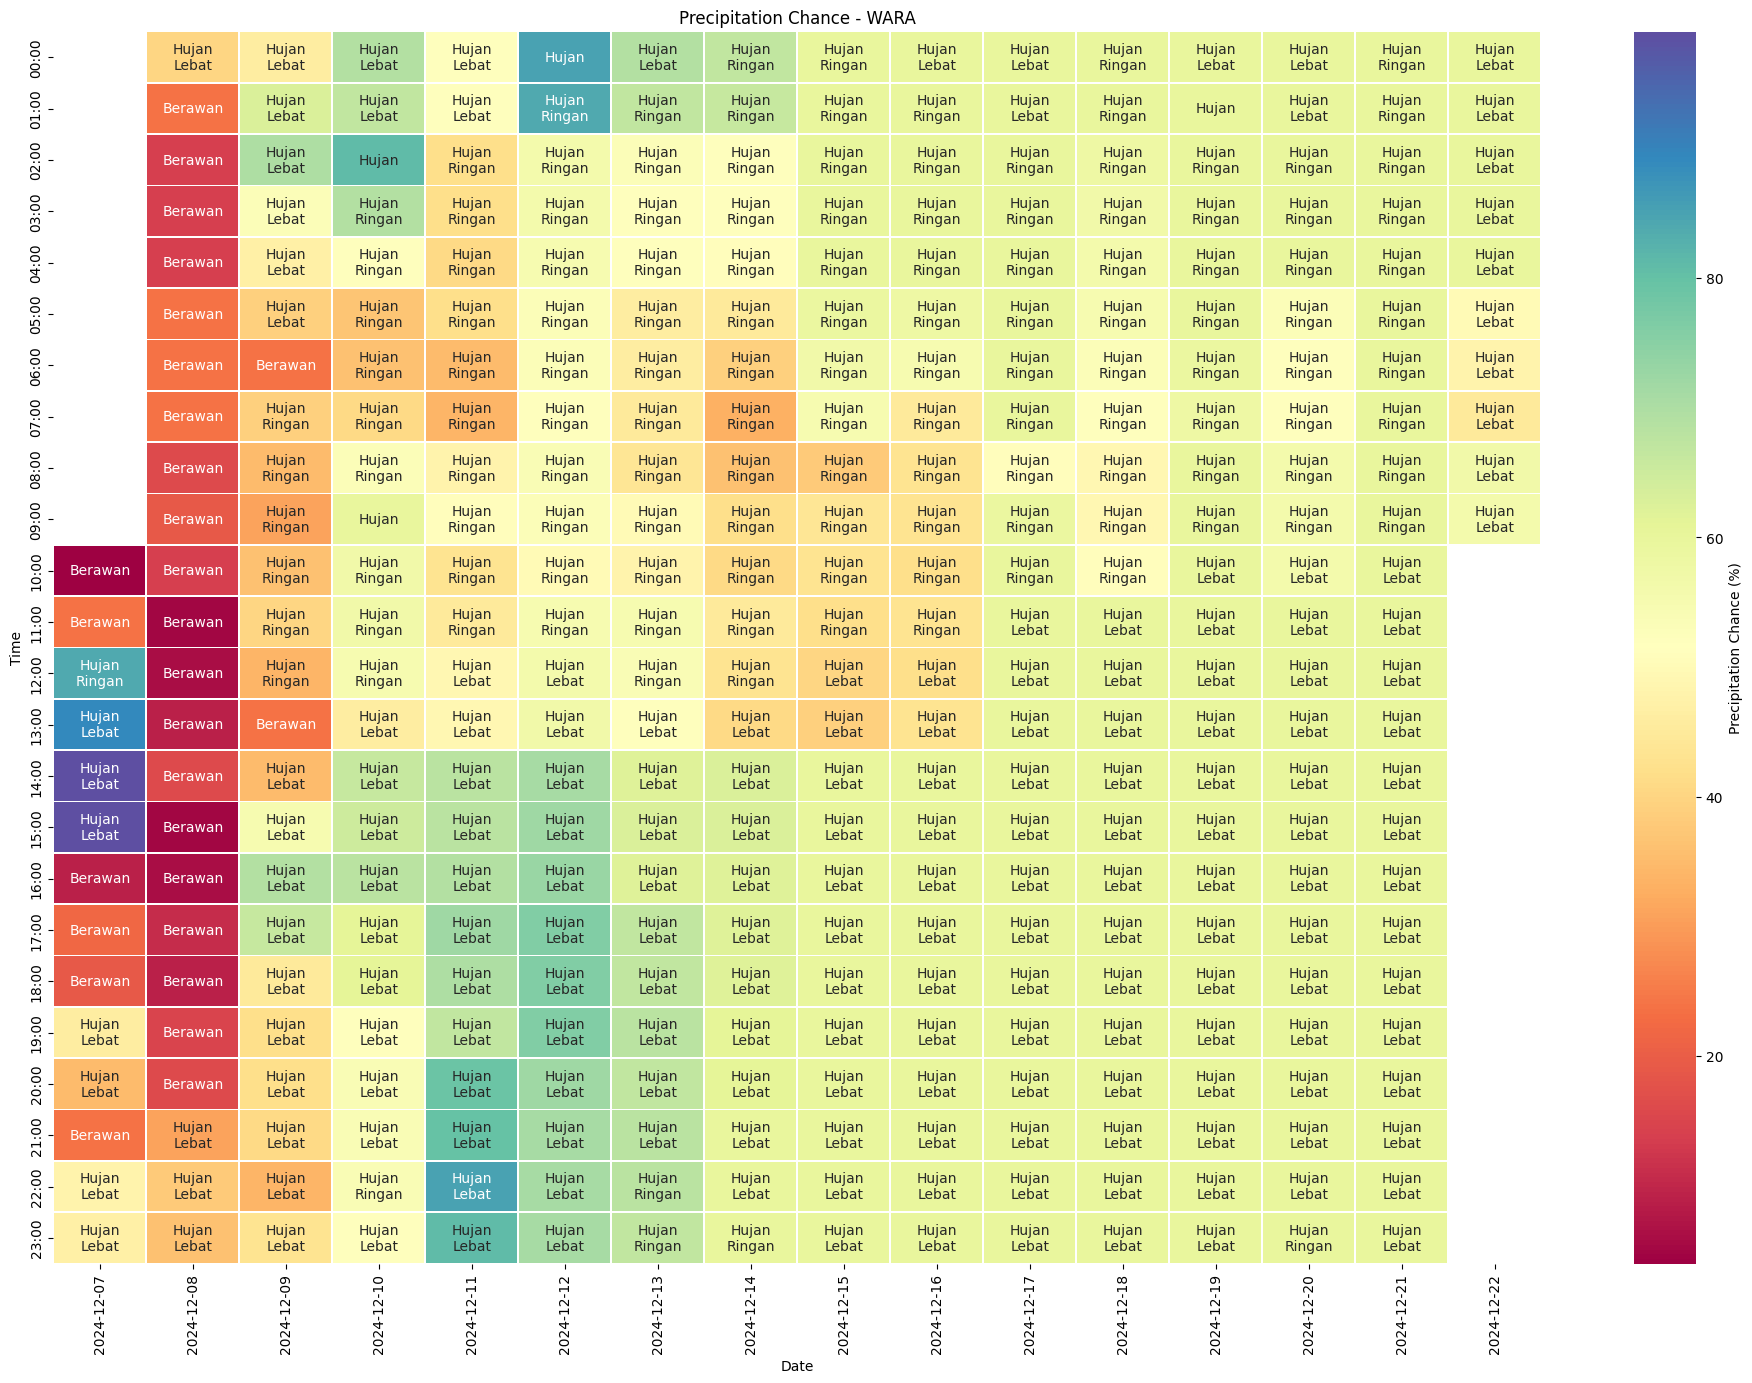 Precipitation Chance - WARA
00:00 Hujan Lebat Hujan Lebat Hujan Lebat Hujan Lebat Hujan Hujan Lebat Hujan Ringan Hujan Ringan Hujan Lebat Hujan Lebat Hujan Ringan Hujan Lebat Hujan Lebat Hujan Ringan Hujan Lebat
01:00 Berawan Hujan Lebat Hujan Lebat Hujan Lebat Hujan Ringan Hujan Ringan Hujan Ringan Hujan Ringan Hujan Ringan Hujan Lebat Hujan Ringan Hujan Hujan Lebat Hujan Ringan Hujan Lebat
02:00 Berawan Hujan Lebat Hujan Hujan Ringan Hujan Ringan Hujan Ringan Hujan Ringan Hujan Ringan Hujan Ringan Hujan Ringan Hujan Ringan Hujan Ringan Hujan Ringan Hujan Ringan Hujan Lebat
03:00 Berawan Hujan Lebat Hujan Ringan Hujan Ringan Hujan Ringan Hujan Ringan Hujan Ringan Hujan Ringan Hujan Ringan Hujan Ringan Hujan Ringan Hujan Ringan Hujan Ringan Hujan Ringan Hujan Lebat
04:00 Berawan Hujan Lebat Hujan Ringan Hujan Ringan Hujan Ringan Hujan Ringan Hujan Ringan Hujan Ringan Hujan Ringan Hujan Ringan Hujan Ringan Hujan Ringan Hujan Ringan Hujan Ringan Hujan Lebat
05:00 Berawan Hujan Lebat Hujan Ringan Hujan Ringan Hujan Ringan Hujan Ringan Hujan Ringan Hujan Ringan Hujan Ringan Hujan Ringan Hujan Ringan Hujan Ringan Hujan Ringan Hujan Ringan Hujan Lebat
06:00 Berawan Berawan Hujan Ringan Hujan Ringan Hujan Ringan Hujan Ringan Hujan Ringan Hujan Ringan Hujan Ringan Hujan Ringan Hujan Ringan Hujan Ringan Hujan Ringan Hujan Ringan Hujan Lebat
07:00 Berawan Hujan Ringan Hujan Ringan Hujan Ringan Hujan Ringan Hujan Ringan Hujan Ringan Hujan Ringan Hujan Ringan Hujan Ringan Hujan Ringan Hujan Ringan Hujan Ringan Hujan Ringan Hujan Lebat
08:00 Berawan Hujan Ringan Hujan Ringan Hujan Ringan Hujan Ringan Hujan Ringan Hujan Ringan Hujan Ringan Hujan Ringan Hujan Ringan Hujan Ringan Hujan Ringan Hujan Ringan Hujan Ringan Hujan Lebat
09:00 Berawan Hujan Ringan Hujan Hujan Ringan Hujan Ringan Hujan Ringan Hujan Ringan Hujan Ringan Hujan Ringan Hujan Ringan Hujan Ringan Hujan Ringan Hujan Ringan Hujan Ringan Hujan Lebat
10:00 Berawan Berawan Hujan Ringan Hujan Ringan Hujan Ringan Hujan Ringan Hujan Ringan Hujan Ringan Hujan Ringan Hujan Ringan Hujan Ringan Hujan Ringan Hujan Lebat Hujan Lebat Hujan Lebat
11:00 Berawan Berawan Hujan Ringan Hujan Ringan Hujan Ringan Hujan Ringan Hujan Ringan Hujan Ringan Hujan Ringan Hujan Ringan Hujan Lebat Hujan Lebat Hujan Lebat Hujan Lebat Hujan Lebat
12:00 Hujan Ringan Berawan Hujan Ringan Hujan Ringan Hujan Lebat Hujan Lebat Hujan Ringan Hujan Ringan Hujan Lebat Hujan Lebat Hujan Lebat Hujan Lebat Hujan Lebat Hujan Lebat Hujan Lebat
13:00 Hujan Lebat Berawan Berawan Hujan Lebat Hujan Lebat Hujan Lebat Hujan Lebat Hujan Lebat Hujan Lebat Hujan Lebat Hujan Lebat Hujan Lebat Hujan Lebat Hujan Lebat Hujan Lebat
14:00 Hujan Lebat Berawan Hujan Lebat Hujan Lebat Hujan Lebat Hujan Lebat Hujan Lebat Hujan Lebat Hujan Lebat Hujan Lebat Hujan Lebat Hujan Lebat Hujan Lebat Hujan Lebat Hujan Lebat
15:00 Hujan Lebat Berawan Hujan Lebat Hujan Lebat Hujan Lebat Hujan Lebat Hujan Lebat Hujan Lebat Hujan Lebat Hujan Lebat Hujan Lebat Hujan Lebat Hujan Lebat Hujan Lebat Hujan Lebat
16:00 Berawan Berawan Hujan Lebat Hujan Lebat Hujan Lebat Hujan Lebat Hujan Lebat Hujan Lebat Hujan Lebat Hujan Lebat Hujan Lebat Hujan Lebat Hujan Lebat Hujan Lebat Hujan Lebat
17:00 Berawan Berawan Hujan Lebat Hujan Lebat Hujan Lebat Hujan Lebat Hujan Lebat Hujan Lebat Hujan Lebat Hujan Lebat Hujan Lebat Hujan Lebat Hujan Lebat Hujan Lebat Hujan Lebat
18:00 Berawan Berawan Hujan Lebat Hujan Lebat Hujan Lebat Hujan Lebat Hujan Lebat Hujan Lebat Hujan Lebat Hujan Lebat Hujan Lebat Hujan Lebat Hujan Lebat Hujan Lebat Hujan Lebat
19:00 Hujan Lebat Berawan Hujan Lebat Hujan Lebat Hujan Lebat Hujan Lebat Hujan Lebat Hujan Lebat Hujan Lebat Hujan Lebat Hujan Lebat Hujan Lebat Hujan Lebat Hujan Lebat Hujan Lebat
20:00 Hujan Lebat Berawan Hujan Lebat Hujan Lebat Hujan Lebat Hujan Lebat Hujan Lebat Hujan Lebat Hujan Lebat Hujan Lebat Hujan Lebat Hujan Lebat Hujan Lebat Hujan Lebat Hujan Lebat
21:00 Berawan Hujan Lebat Hujan Lebat Hujan Lebat Hujan Lebat Hujan Lebat Hujan Lebat Hujan Lebat Hujan Lebat Hujan Lebat Hujan Lebat Hujan Lebat Hujan Lebat Hujan Lebat Hujan Lebat
22:00 Hujan Lebat Hujan Lebat Hujan Lebat Hujan Ringan Hujan Lebat Hujan Lebat Hujan Ringan Hujan Lebat Hujan Lebat Hujan Lebat Hujan Lebat Hujan Lebat Hujan Lebat Hujan Lebat Hujan Lebat
23:00 Hujan Lebat Hujan Lebat Hujan Lebat Hujan Lebat Hujan Lebat Hujan Lebat Hujan Ringan Hujan Ringan Hujan Lebat Hujan Lebat Hujan Lebat Hujan Lebat Hujan Lebat Hujan Ringan Hujan Lebat
Time
2024-12-07 2024-12-08 2024-12-09 2024-12-10 2024-12-11 2024-12-12 2024-12-13 2024-12-14 2024-12-15 2024-12-16 2024-12-17 2024-12-18 2024-12-19 2024-12-20 2024-12-21 2024-12-22
Date
80
60
40
20
Precipitation Chance (%)